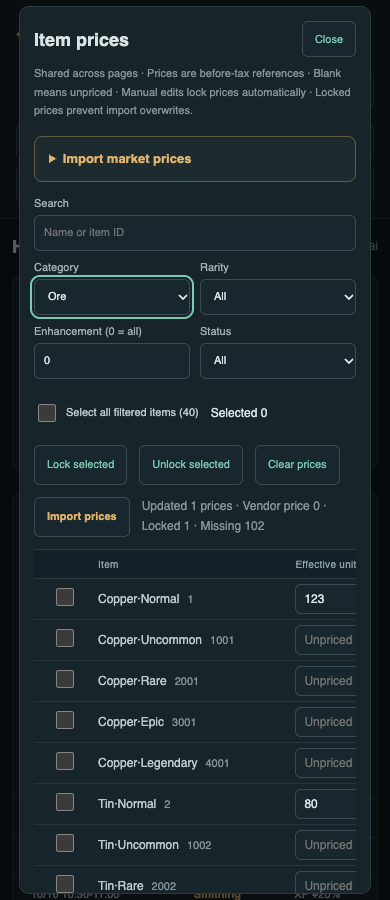 Item prices
Close
Shared across pages · Prices are before-tax references · Blank
means unpriced · Manual edits lock prices automatically · Locked
prices prevent import overwrites.
Import market prices
Search
Name or item ID
Category
Rarity
Ore
All
Enhancement (0 = all)
Status
0
All
Select all filtered items (40) Selected 0
Lock selected
Unlock selected
Clear prices
Import prices
Updated 1 prices · Vendor price 0 ·
Locked 1 · Missing 102
Item Effective unit
Copper·Normal 1 123
Copper·Uncommon 1001 Unpriced
Copper·Rare 2001 Unpriced
Copper·Epic 3001 Unpriced
Copper·Legendary 4001 Unpriced
Tin·Normal 2 80
Tin·Uncommon 1002 Unpriced
Tin·Rare 2002 Unpriced